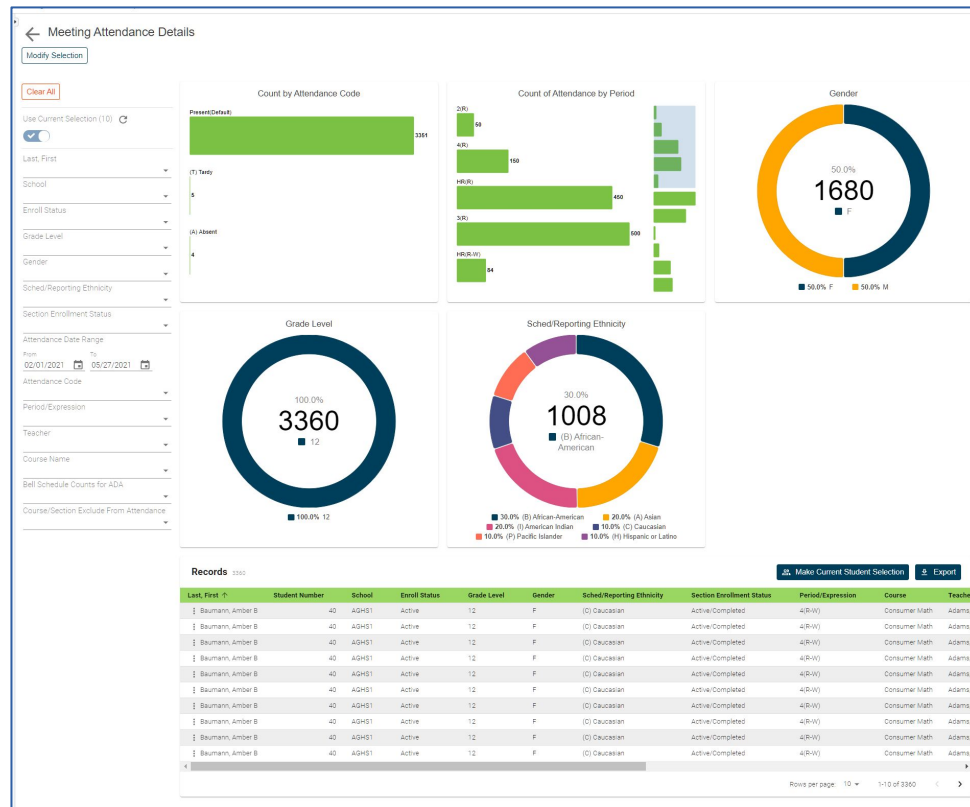 Meeting Attendance Details
Modify Selection
Clear All
Use Current Selection (10)
Last, First
School
Enroll Status
Grade Level
Gender
Sched/Reporting Ethnicity
Section Enrollment Status
Attendance Date Range
From To
02/01/2021 05/27/2021
Attendance Code
Period/Expression
Teacher
Course Name
Bell Schedule Counts for ADA
Course/Section Exclude From Attendance
Count by Attendance Code
Present(Default)
3351
(T) Tardy
5
(A) Absent
4
Count of Attendance by Period
2(R)
50
4(R)
150
HR(R)
450
3(R)
500
HR(R-W)
84
Gender
50.0%
1680
F
50.0% F 50.0% M
Grade Level
100.0%
3360
12
100.0% 12
Sched/Reporting Ethnicity
30.0%
1008
(B) African-
American
30.0% (B) African-American 20.0% (A) Asian
20.0% (I) American Indian 10.0% (C) Caucasian
10.0% (P) Pacific Islander 10.0% (H) Hispanic or Latino
Records 3360 Make Current Student Selection Export
Last, First Student Number School Enroll Status Grade Level Gender Sched/Reporting Ethnicity Section Enrollment Status Period/Expression Course Teache
Baumann, Amber B 40 AGHS1 Active 12 F (C) Caucasian Active/Completed 4(R-W) Consumer Math Adams
Baumann, Amber B 40 AGHS1 Active 12 F (C) Caucasian Active/Completed 4(R-W) Consumer Math Adams
Baumann, Amber B 40 AGHS1 Active 12 F (C) Caucasian Active/Completed 4(R-W) Consumer Math Adams
Baumann, Amber B 40 AGHS1 Active 12 F (C) Caucasian Active/Completed 4(R-W) Consumer Math Adams
Baumann, Amber B 40 AGHS1 Active 12 F (C) Caucasian Active/Completed 4(R-W) Consumer Math Adams
Baumann, Amber B 40 AGHS1 Active 12 F (C) Caucasian Active/Completed 4(R-W) Consumer Math Adams
Baumann, Amber B 40 AGHS1 Active 12 F (C) Caucasian Active/Completed 4(R-W) Consumer Math Adams
Baumann, Amber B 40 AGHS1 Active 12 F (C) Caucasian Active/Completed 4(R-W) Consumer Math Adams
Baumann, Amber B 40 AGHS1 Active 12 F (C) Caucasian Active/Completed 4(R-W) Consumer Math Adams
Baumann, Amber B 40 AGHS1 Active 12 F (C) Caucasian Active/Completed 4(R-W) Consumer Math Adams
Rows per page: 10 1-10 of 3360